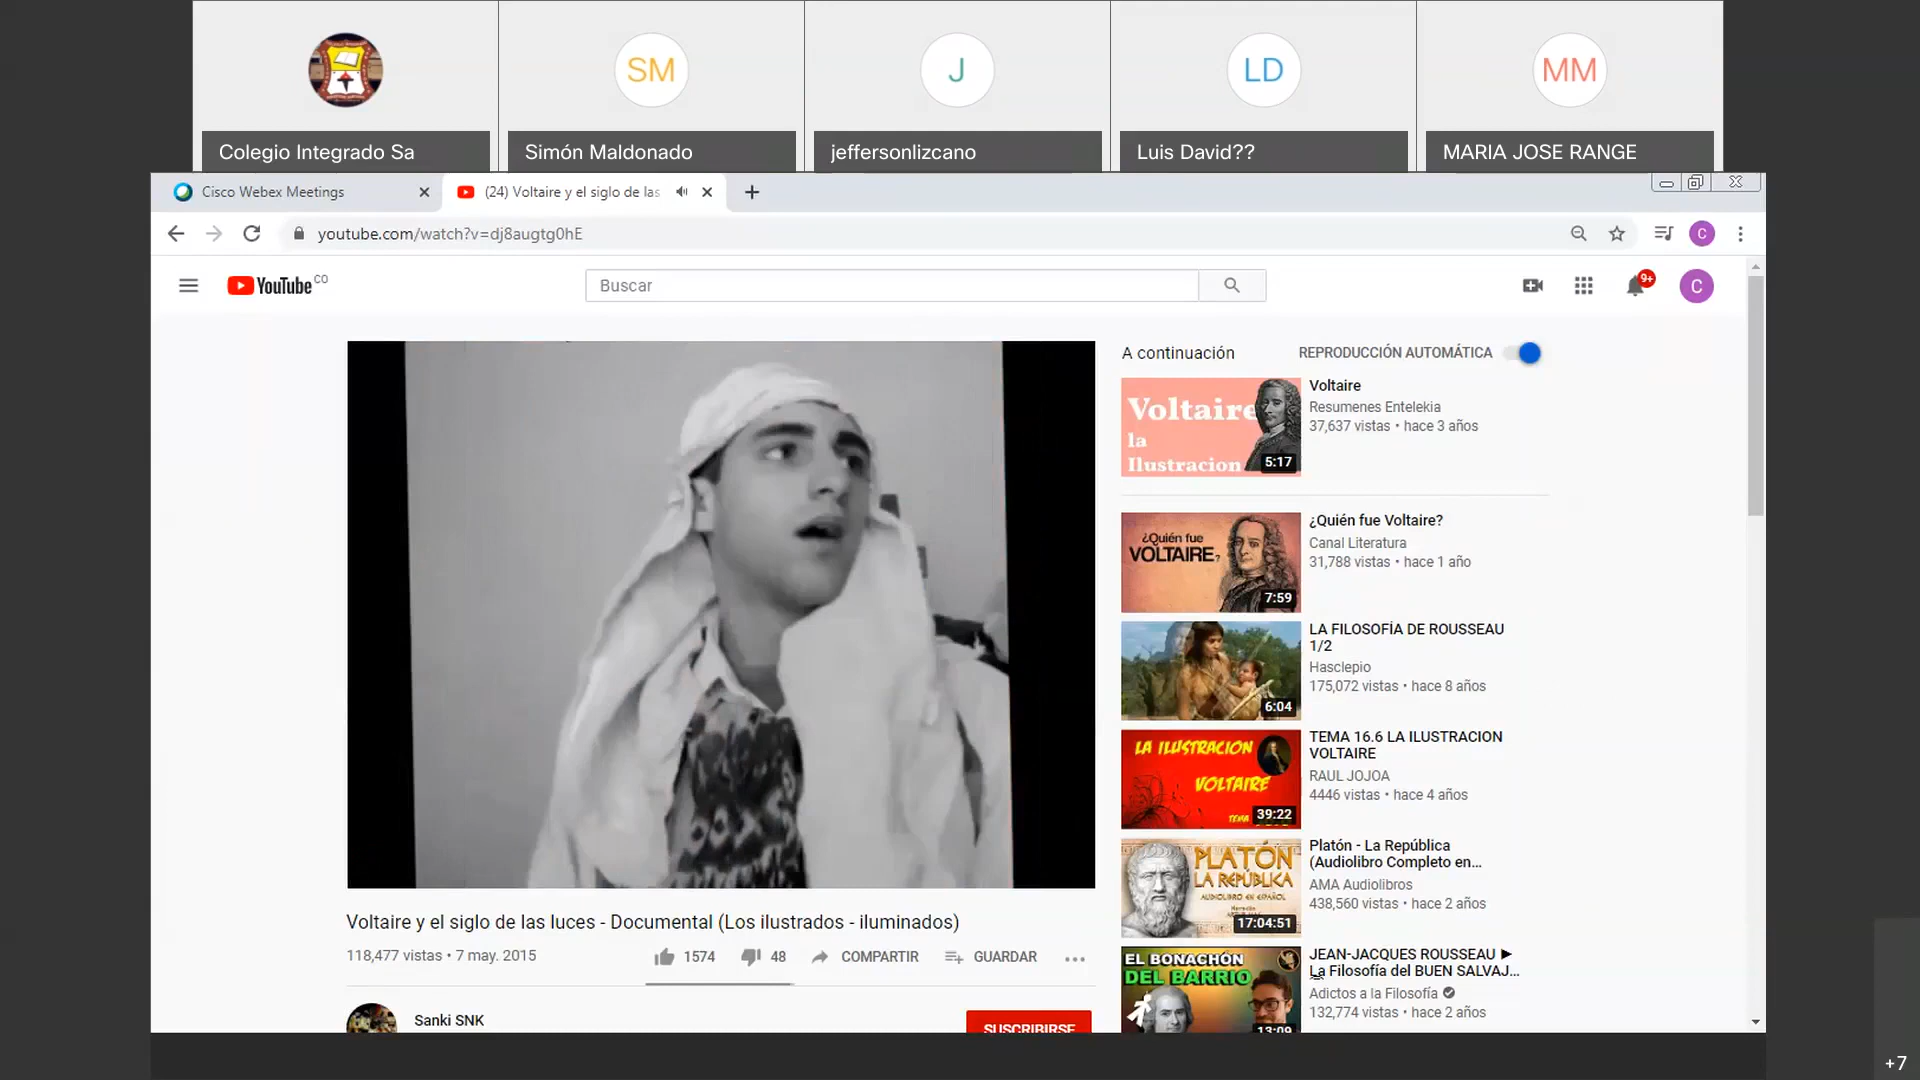 SM
J
LD
MM
Colegio Integrado Sa
Simón Maldonado
jeffersonlizcano
Luis David??
MARIA JOSE RANGE
Cisco Webex Meetings
(24) Voltaire y el siglo de las
youtube.com/watch?v=dj8augtg0hE
C
YouTube CO
Buscar
9+
C
A continuación
REPRODUCCIÓN AUTOMÁTICA
Voltaire
la
Ilustracion
5:17
Voltaire
Resumenes Entelekia
37,637 vistas • hace 3 años
¿Quién fue
VOLTAIRE?
7:59
¿Quién fue Voltaire?
Canal Literatura
31,788 vistas • hace 1 año
6:04
LA FILOSOFÍA DE ROUSSEAU
1/2
Hasclepio
175,072 vistas • hace 8 años
LA ILUSTRACION
VOLTAIRE
TEMA
39:22
TEMA 16.6 LA ILUSTRACION
VOLTAIRE
RAUL JOJOA
4446 vistas • hace 4 años
PLATÓN
LA REPÚBLICA
AUDIOLIBRO EN ESPAÑOL
17:04:51
Platón - La República
(Audiolibro Completo en...
AMA Audiolibros
438,560 vistas • hace 2 años
EL BONACHÓN
DEL BARRIO
13:09
JEAN-JACQUES ROUSSEAU ►
La Filosofía del BUEN SALVAJ...
Adictos a la Filosofía
132,774 vistas • hace 2 años
Voltaire y el siglo de las luces - Documental (Los ilustrados - iluminados)
118,477 vistas • 7 may. 2015
1574
48
COMPARTIR
GUARDAR
Sanki SNK
SUSCRIBIRSE
+7